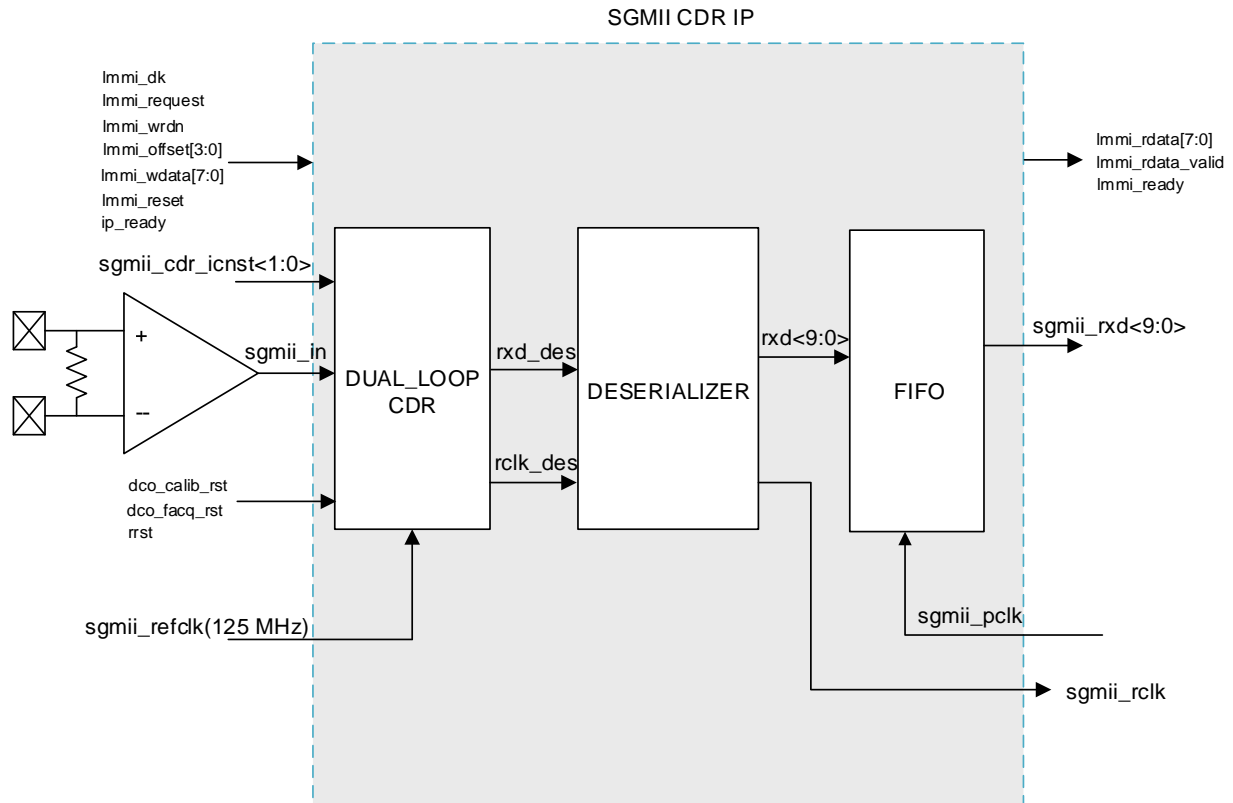 SGMII CDR IP
lmmi_clk
lmmi_request
lmmi_wrdn
lmmi_offset[3:0]
lmmi_wdata[7:0]
lmmi_reset
ip_ready
lmmi_rdata[7:0]
lmmi_rdata_valid
lmmi_ready
sgmii_cdr_icnst<1:0>
+
--
sgmii_in
DUAL_LOOP
CDR
rxd_des
rclk_des
DESERIALIZER
rxd<9:0>
FIFO
sgmii_rxd<9:0>
dco_calib_rst
dco_facq_rst
rrst
sgmii_refclk(125 MHz)
sgmii_pclk
sgmii_rclk